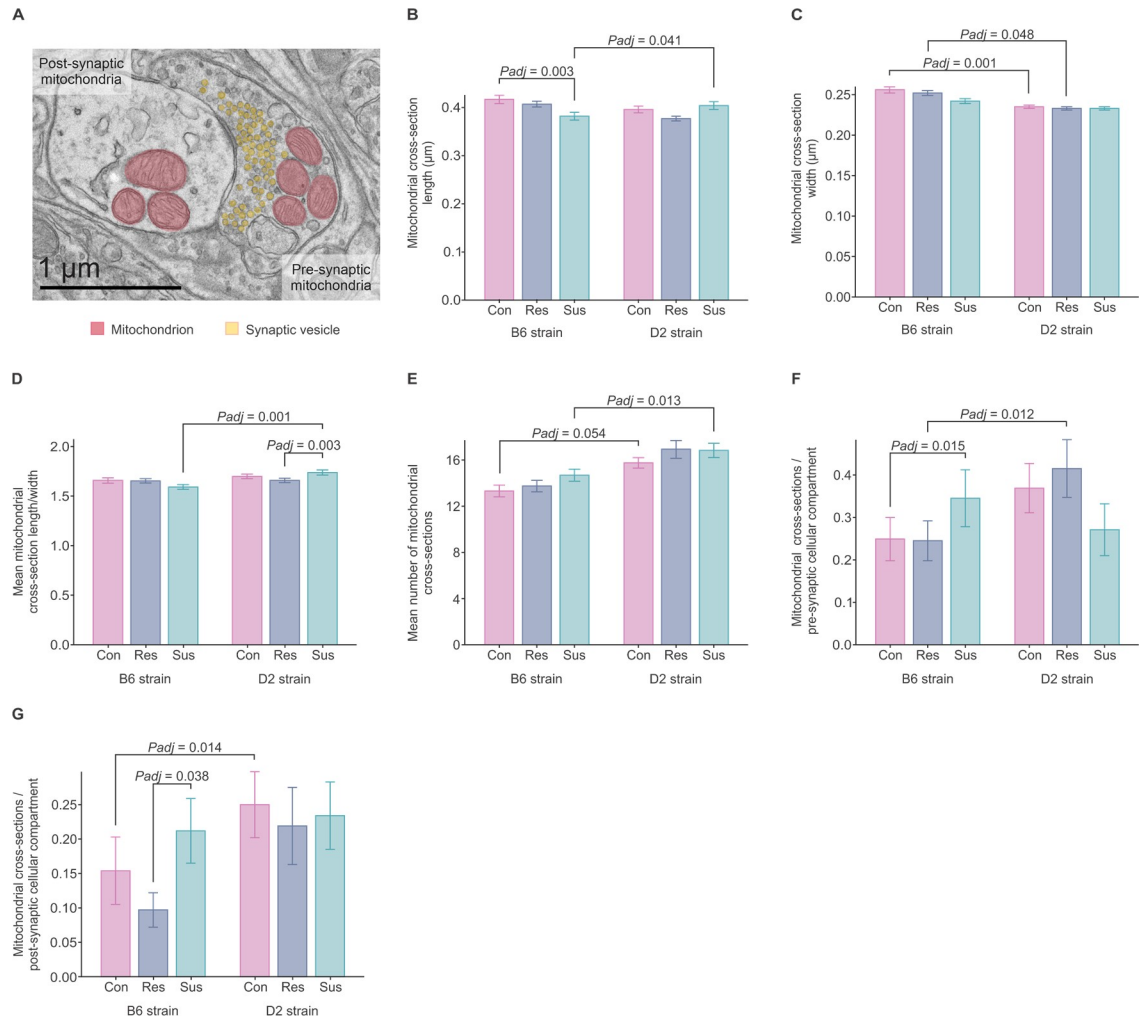 A
Post-synaptic
mitochondria
1 µm
Pre-synaptic
mitochondria
Mitochondrion
Synaptic vesicle
B
Padj = 0.041
Padj = 0.003
Mitochondrial cross-section
length (µm)
0.4
0.3
0.4
0.1
0.0
Con Res Sus Con Res Sus
B6 strain D2 strain
C
Padj = 0.048
Padj = 0.001
Mitochondrial cross-section
width (µm)
0.25
0.20
0.25
0.10
0.05
0.00
Con Res Sus Con Res Sus
B6 strain D2 strain
D
Padj = 0.001
Padj = 0.003
Mean mitochondrial
cross-section length/width
2.0
1.5
1.0
0.5
0.0
Con Res Sus Con Res Sus
B6 strain D2 strain
E
Padj = 0.013
Padj = 0.054
Mean number of mitochondrial
cross-sections
16
12
8
4
0
Con Res Sus Con Res Sus
B6 strain D2 strain
F
Padj = 0.012
Padj = 0.015
Mitochondrial cross-sections /
pre-synaptic cellular compartment
0.4
0.3
0.2
0.1
0.0
Con Res Sus Con Res Sus
B6 strain D2 strain
G
Padj = 0.014
Padj = 0.038
Mitochondrial cross-sections /
post-synaptic cellular compartment
0.25
0.20
0.15
0.10
0.05
0.00
Con Res Sus Con Res Sus
B6 strain D2 strain